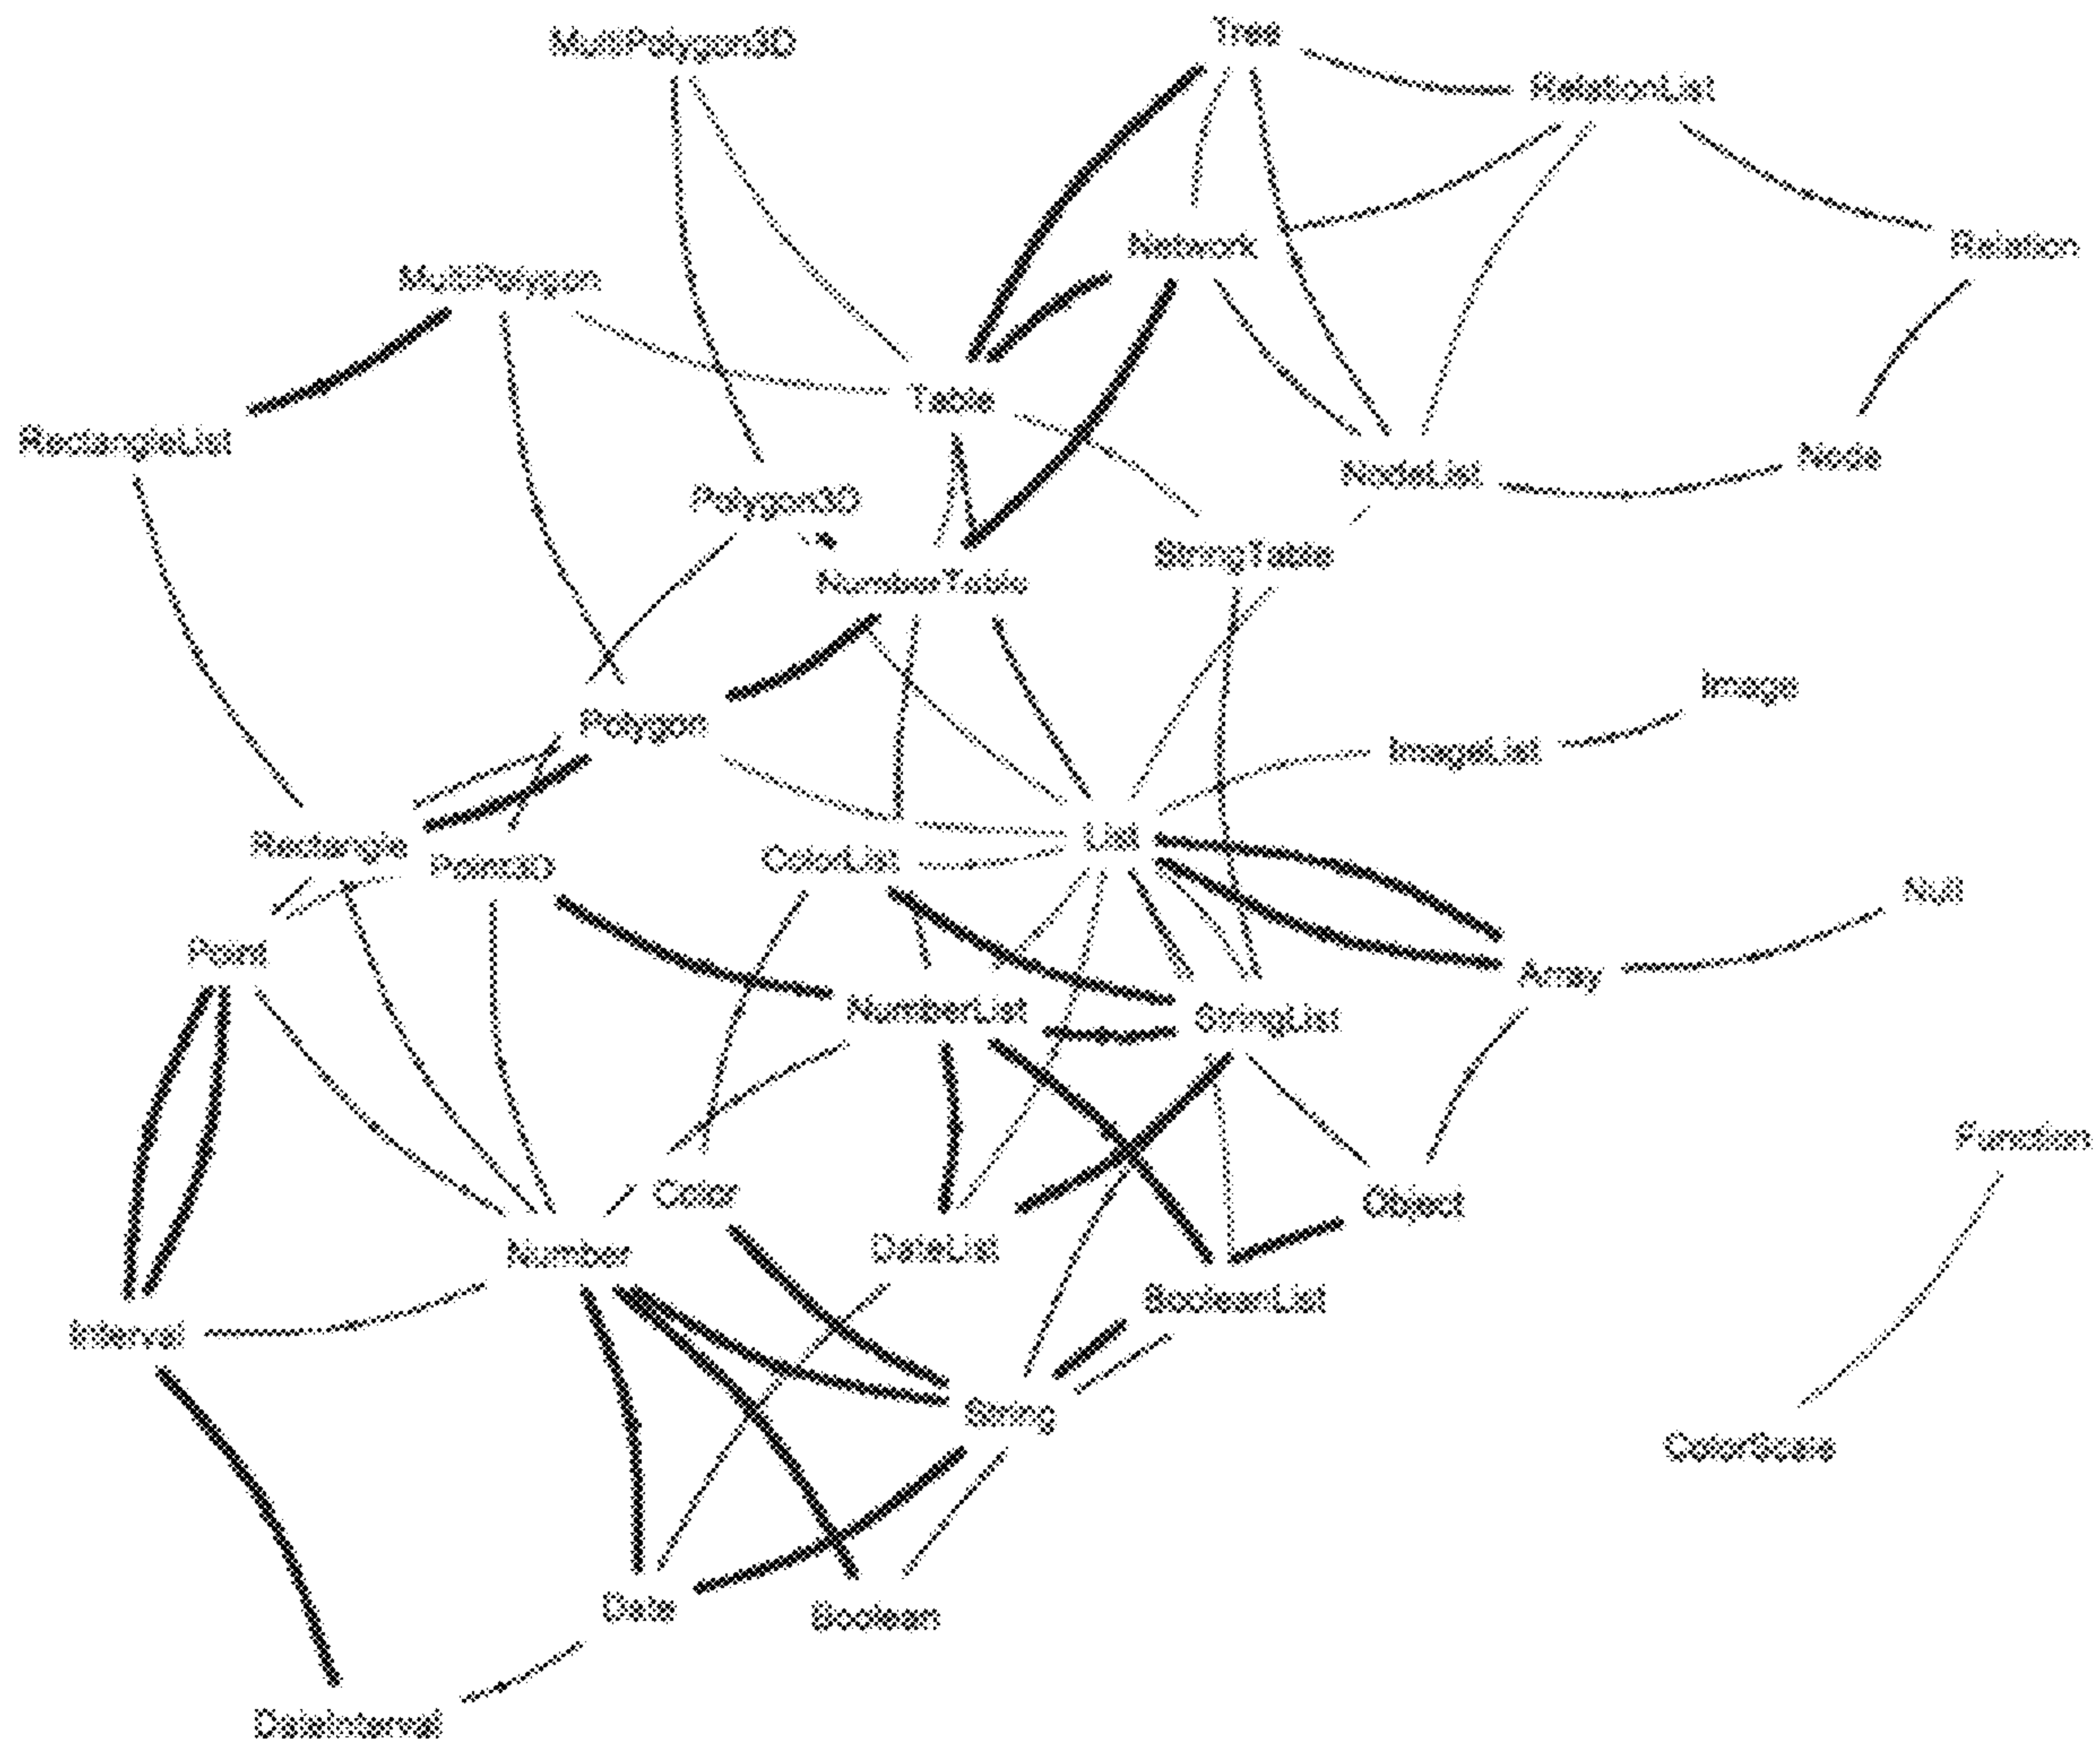 Tree
MultiPolygon3D
RelationList
Network
Relation
MultiPolygon
Table
RectangleList
Node
NodeList
Polygon3D
StringTable
NumberTable
Image
Polygon
ImageList
List
Rectangle
ColorList
Point3D
Null
Point
Array
NumberList
StringList
Function
Color
Object
DateList
Number
BooleanList
Interval
String
ColorScale
Date
Boolean
DateInterval